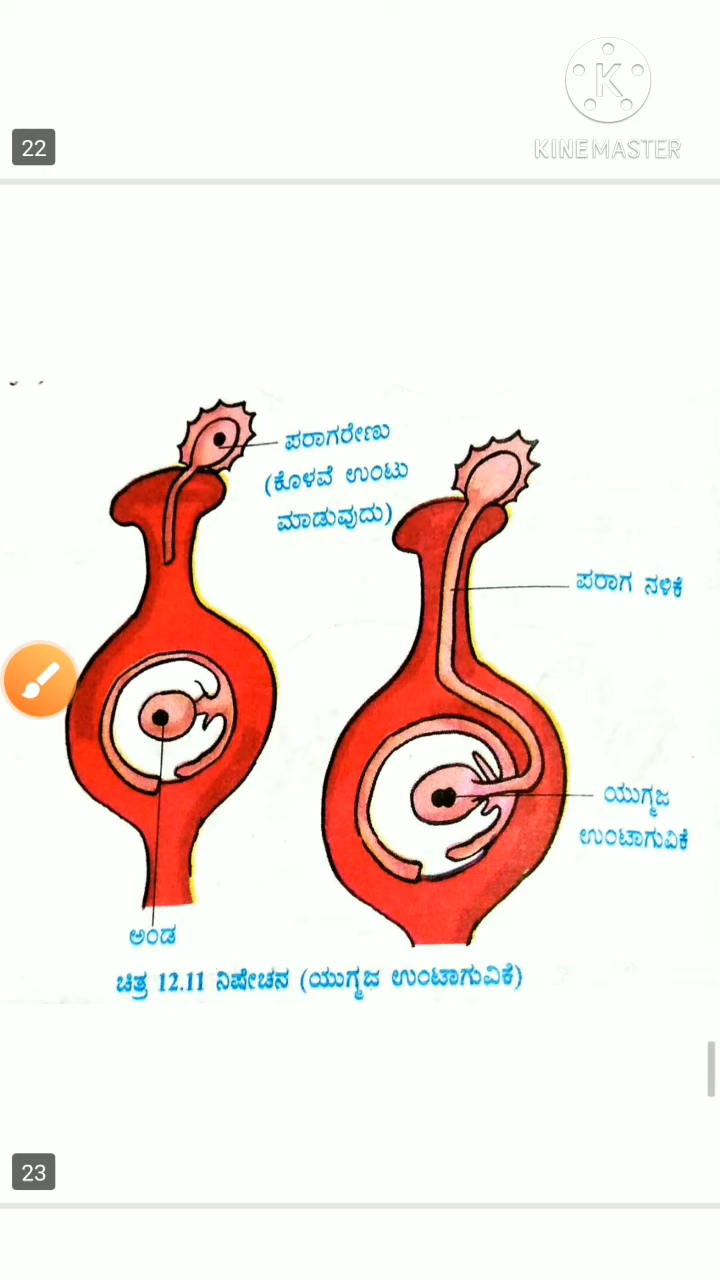 KINEMASTER
22
ಪರಾಗರೇಣು
(ಕೊಳವೆ ಉಂಟು
ಮಾಡುವುದು)
ಪರಾಗ ನಳಿಕೆ
ಯುಗ್ಮಜ
ಉಂಟಾಗುವಿಕೆ
ಅಂಡ
ಚಿತ್ರ 12.11 ನಿಷೇಚನ (ಯುಗ್ಮಜ ಉಂಟಾಗುವಿಕೆ)
23